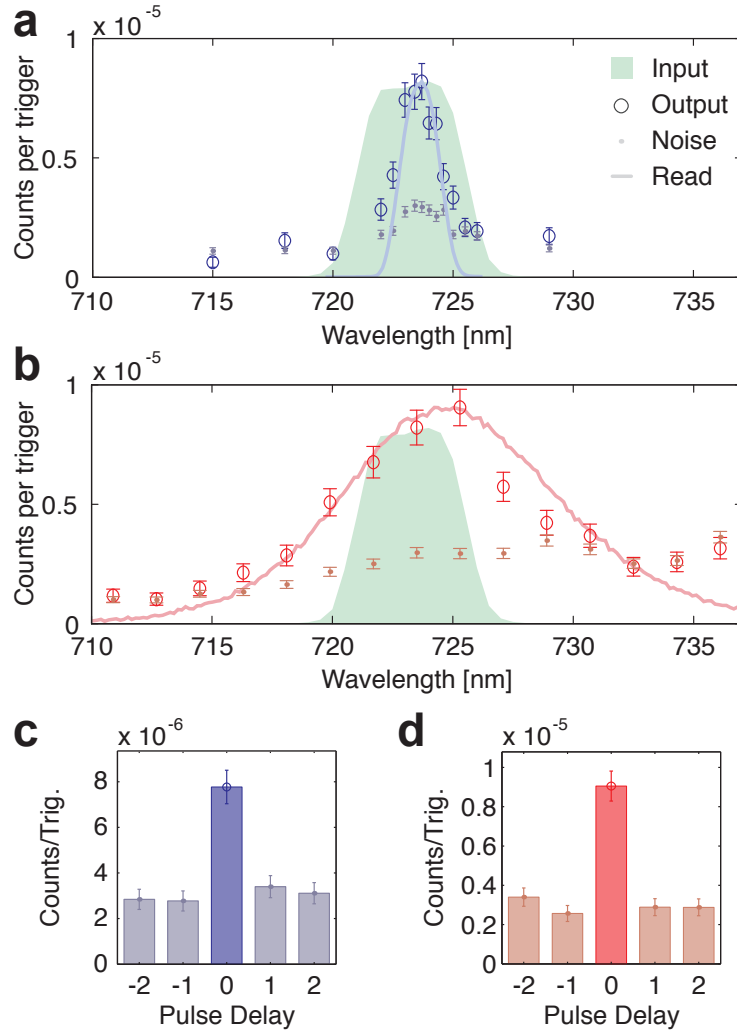 a
x 10^-5
1
0.5
0
Counts per trigger
710 715 720 725 730 735
Wavelength [nm]
Input
Output
Noise
Read
b
x 10^-5
1
0.5
0
Counts per trigger
710 715 720 725 730 735
Wavelength [nm]
c
x 10^-6
8
6
4
2
0
Counts/Trig.
-2 -1 0 1 2
Pulse Delay
d
x 10^-5
1
0.8
0.6
0.4
0.2
0
Counts/Trig.
-2 -1 0 1 2
Pulse Delay